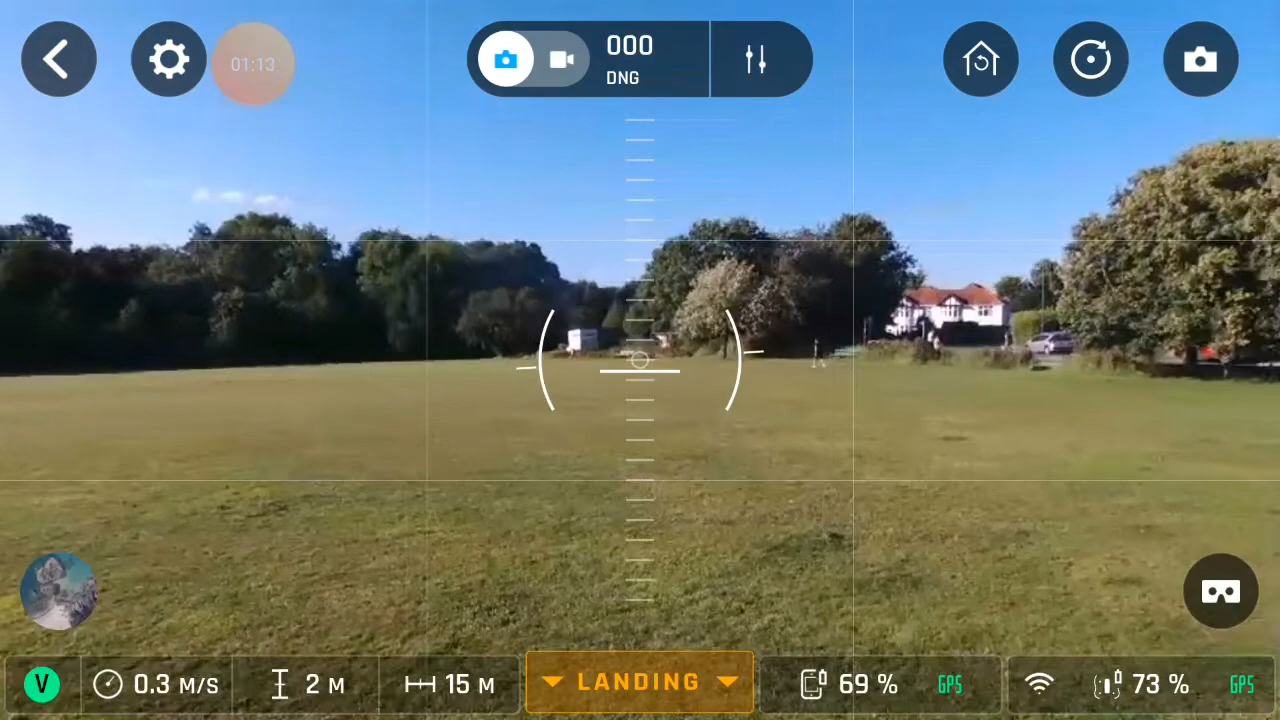 01:13
000
DNG
V
0.3 M/S
2 M
15 M
LANDING
69 %
GPS
73 %
GPS